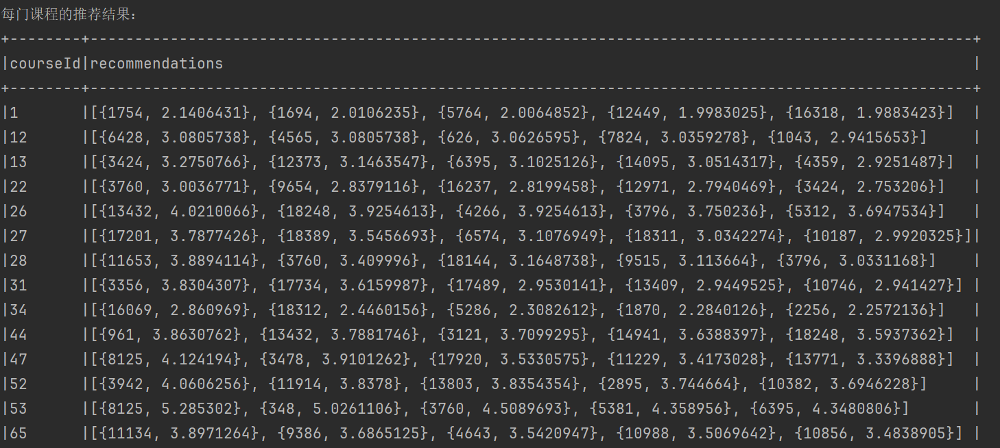 每门课程的推荐结果:
+--------+---------------------------------------------------------------------------------------------------+
|courseId|recommendations                                                                                    |
+--------+---------------------------------------------------------------------------------------------------+
|1       |[{1754, 2.1406431}, {1694, 2.0106235}, {5764, 2.0064852}, {12449, 1.9983025}, {16318, 1.9883423}]  |
|12      |[{6428, 3.0805738}, {4565, 3.0805738}, {626, 3.0626595}, {7824, 3.0359278}, {1043, 2.9415653}]     |
|13      |[{3424, 3.2750766}, {12373, 3.1463547}, {6395, 3.1025126}, {14095, 3.0514317}, {4359, 2.9251487}]  |
|22      |[{3760, 3.0036771}, {9654, 2.8379116}, {16237, 2.8199458}, {12971, 2.7940469}, {3424, 2.753206}]   |
|26      |[{13432, 4.0210066}, {18248, 3.9254613}, {4266, 3.9254613}, {3796, 3.750236}, {5312, 3.6947534}]   |
|27      |[{17201, 3.7877426}, {18389, 3.5456693}, {6574, 3.1076949}, {18311, 3.0342274}, {10187, 2.9920325}]|
|28      |[{11653, 3.8894114}, {3760, 3.409996}, {18144, 3.1648738}, {9515, 3.113664}, {3796, 3.0331168}]    |
|31      |[{3356, 3.8304307}, {17734, 3.6159987}, {17489, 2.9530141}, {13409, 2.9449525}, {10746, 2.941427}] |
|34      |[{16069, 2.860969}, {18312, 2.4460156}, {5286, 2.3082612}, {1870, 2.2840126}, {2256, 2.2572136}]   |
|44      |[{961, 3.8630762}, {13432, 3.7881746}, {3121, 3.7099295}, {14941, 3.6388397}, {18248, 3.5937362}]  |
|47      |[{8125, 4.124194}, {3478, 3.9101262}, {17920, 3.5330575}, {11229, 3.4173028}, {13771, 3.3396888}]  |
|52      |[{3942, 4.0606256}, {11914, 3.8378}, {13803, 3.8354354}, {2895, 3.744664}, {10382, 3.6946228}]     |
|53      |[{8125, 5.285302}, {348, 5.0261106}, {3760, 4.5089693}, {5381, 4.358956}, {6395, 4.3480806}]       |
|65      |[{11134, 3.8971264}, {9386, 3.6865125}, {4643, 3.5420947}, {10988, 3.5069642}, {10856, 3.4838905}] |